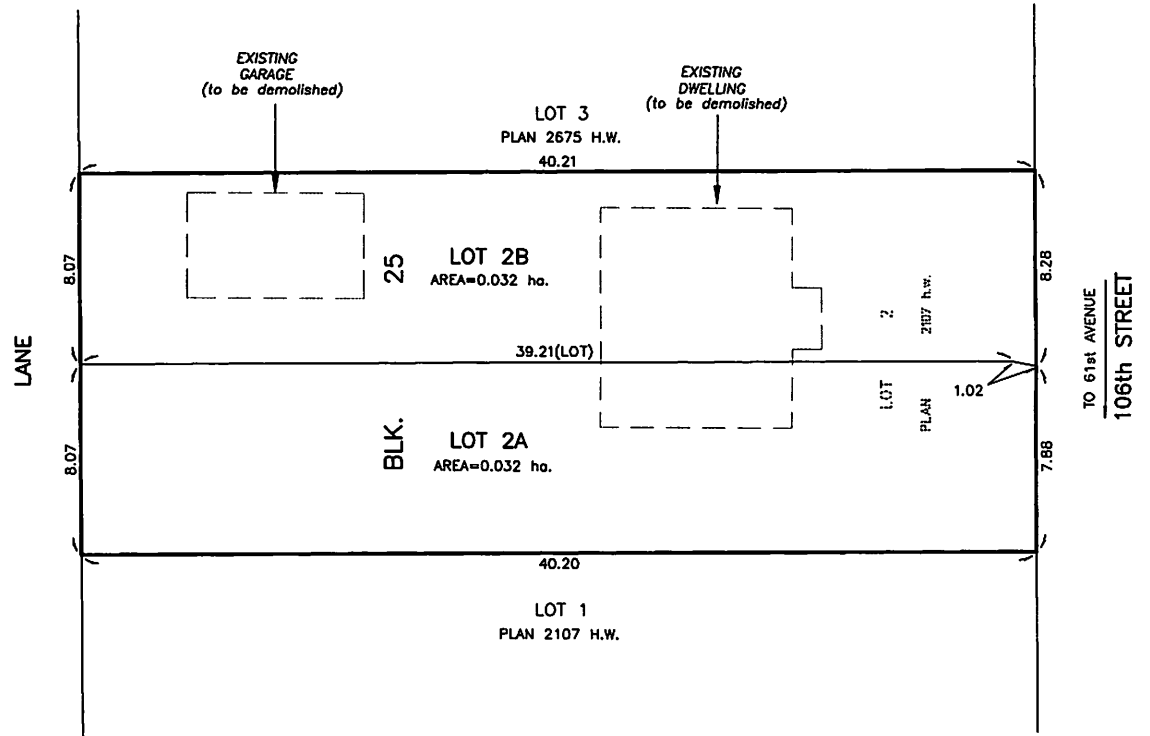 EXISTING
GARAGE
(to be demolished)
EXISTING
DWELLING
(to be demolished)
LOT 3
PLAN 2675 H.W.
40.21
8.07
25
LOT 2B
AREA=0.032 ha.
2
2107 h.w.
8.28
LANE
39.21(LOT)
1.02
TO 61st AVENUE
106th STREET
8.07
BLK.
LOT 2A
AREA=0.032 ha.
LOT
PLAN
7.88
40.20
LOT 1
PLAN 2107 H.W.